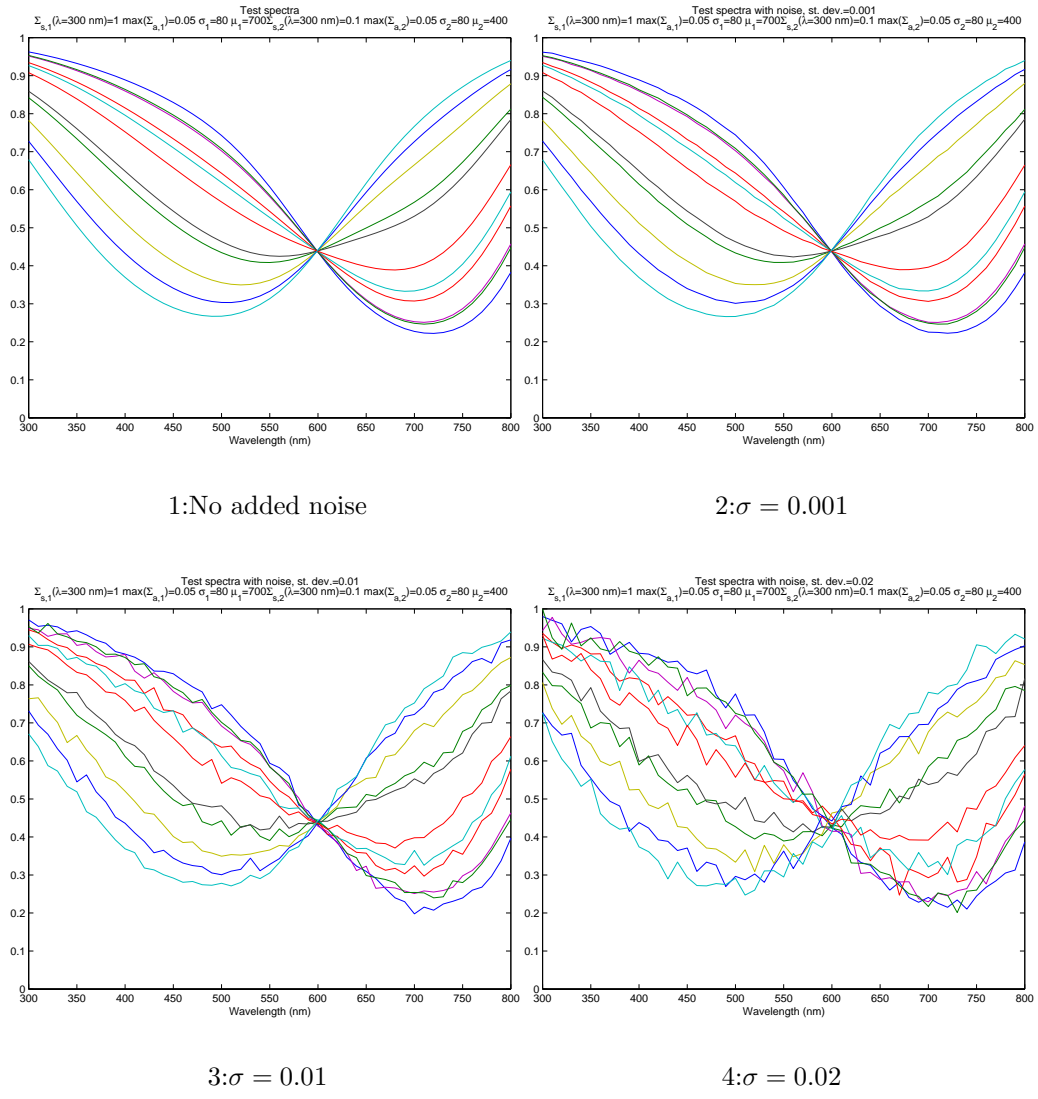 Test spectra
Σs,1(λ=300 nm)=1 max(Σa,1)=0.05 σ1=80 μ1=700Σs,2(λ=300 nm)=0.1 max(Σa,2)=0.05 σ2=80 μ2=400
1
0.9
0.8
0.7
0.6
0.5
0.4
0.3
0.2
0.1
0
300 350 400 450 500 550 600 650 700 750 800
Wavelength (nm)
1:No added noise
Test spectra with noise, st. dev.=0.001
Σs,1(λ=300 nm)=1 max(Σa,1)=0.05 σ1=80 μ1=700Σs,2(λ=300 nm)=0.1 max(Σa,2)=0.05 σ2=80 μ2=400
1
0.9
0.8
0.7
0.6
0.5
0.4
0.3
0.2
0.1
0
300 350 400 450 500 550 600 650 700 750 800
Wavelength (nm)
2:σ = 0.001
Test spectra with noise, st. dev.=0.01
Σs,1(λ=300 nm)=1 max(Σa,1)=0.05 σ1=80 μ1=700Σs,2(λ=300 nm)=0.1 max(Σa,2)=0.05 σ2=80 μ2=400
1
0.9
0.8
0.7
0.6
0.5
0.4
0.3
0.2
0.1
0
300 350 400 450 500 550 600 650 700 750 800
Wavelength (nm)
3:σ = 0.01
Test spectra with noise, st. dev.=0.02
Σs,1(λ=300 nm)=1 max(Σa,1)=0.05 σ1=80 μ1=700Σs,2(λ=300 nm)=0.1 max(Σa,2)=0.05 σ2=80 μ2=400
1
0.9
0.8
0.7
0.6
0.5
0.4
0.3
0.2
0.1
0
300 350 400 450 500 550 600 650 700 750 800
Wavelength (nm)
4:σ = 0.02